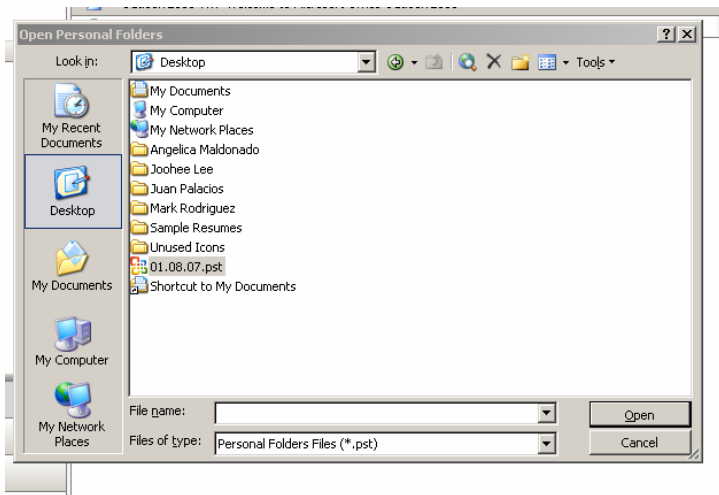 Open Personal Folders
Look in: Desktop Tools
My Recent
Documents
Desktop
My Documents
My Computer
My Network
Places
My Documents
My Computer
My Network Places
Angelica Maldonado
Joohee Lee
Juan Palacios
Mark Rodriguez
Sample Resumes
Unused Icons
01.08.07.pst
Shortcut to My Documents
File name: Open
Files of type: Personal Folders Files (*.pst) Cancel